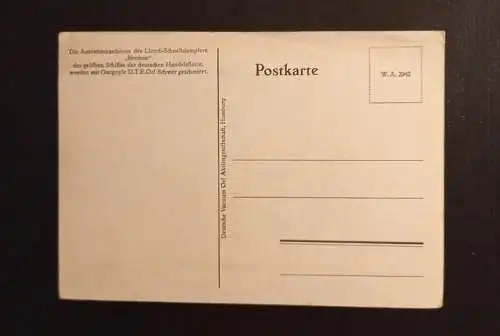 Die Antriebsmaschinen des Lloyd-Schnelldampfers
„Bremen“
des größten Schiffes der deutschen Handelsflotte,
werden mit Gargoyle D.T.E.Oel Schwer geschmiert.
Postkarte
W. A. 2942
Deutsche Vacuum Oel Aktiengesellschaft, Hamburg